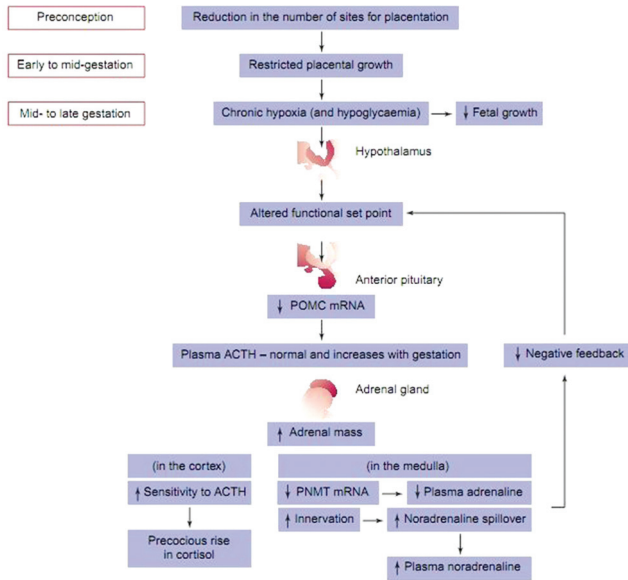 Preconception
Reduction in the number of sites for placentation
Early to mid-gestation
Restricted placental growth
Mid- to late gestation
Chronic hypoxia (and hypoglycaemia)
↓ Fetal growth
Hypothalamus
Altered functional set point
Anterior pituitary
↓ POMC mRNA
Plasma ACTH – normal and increases with gestation
↓ Negative feedback
Adrenal gland
↑ Adrenal mass
(in the cortex)
(in the medulla)
↑ Sensitivity to ACTH
↓ PNMT mRNA
↓ Plasma adrenaline
↑ Innervation
↑ Noradrenaline spillover
Precocious rise
in cortisol
↑ Plasma noradrenaline